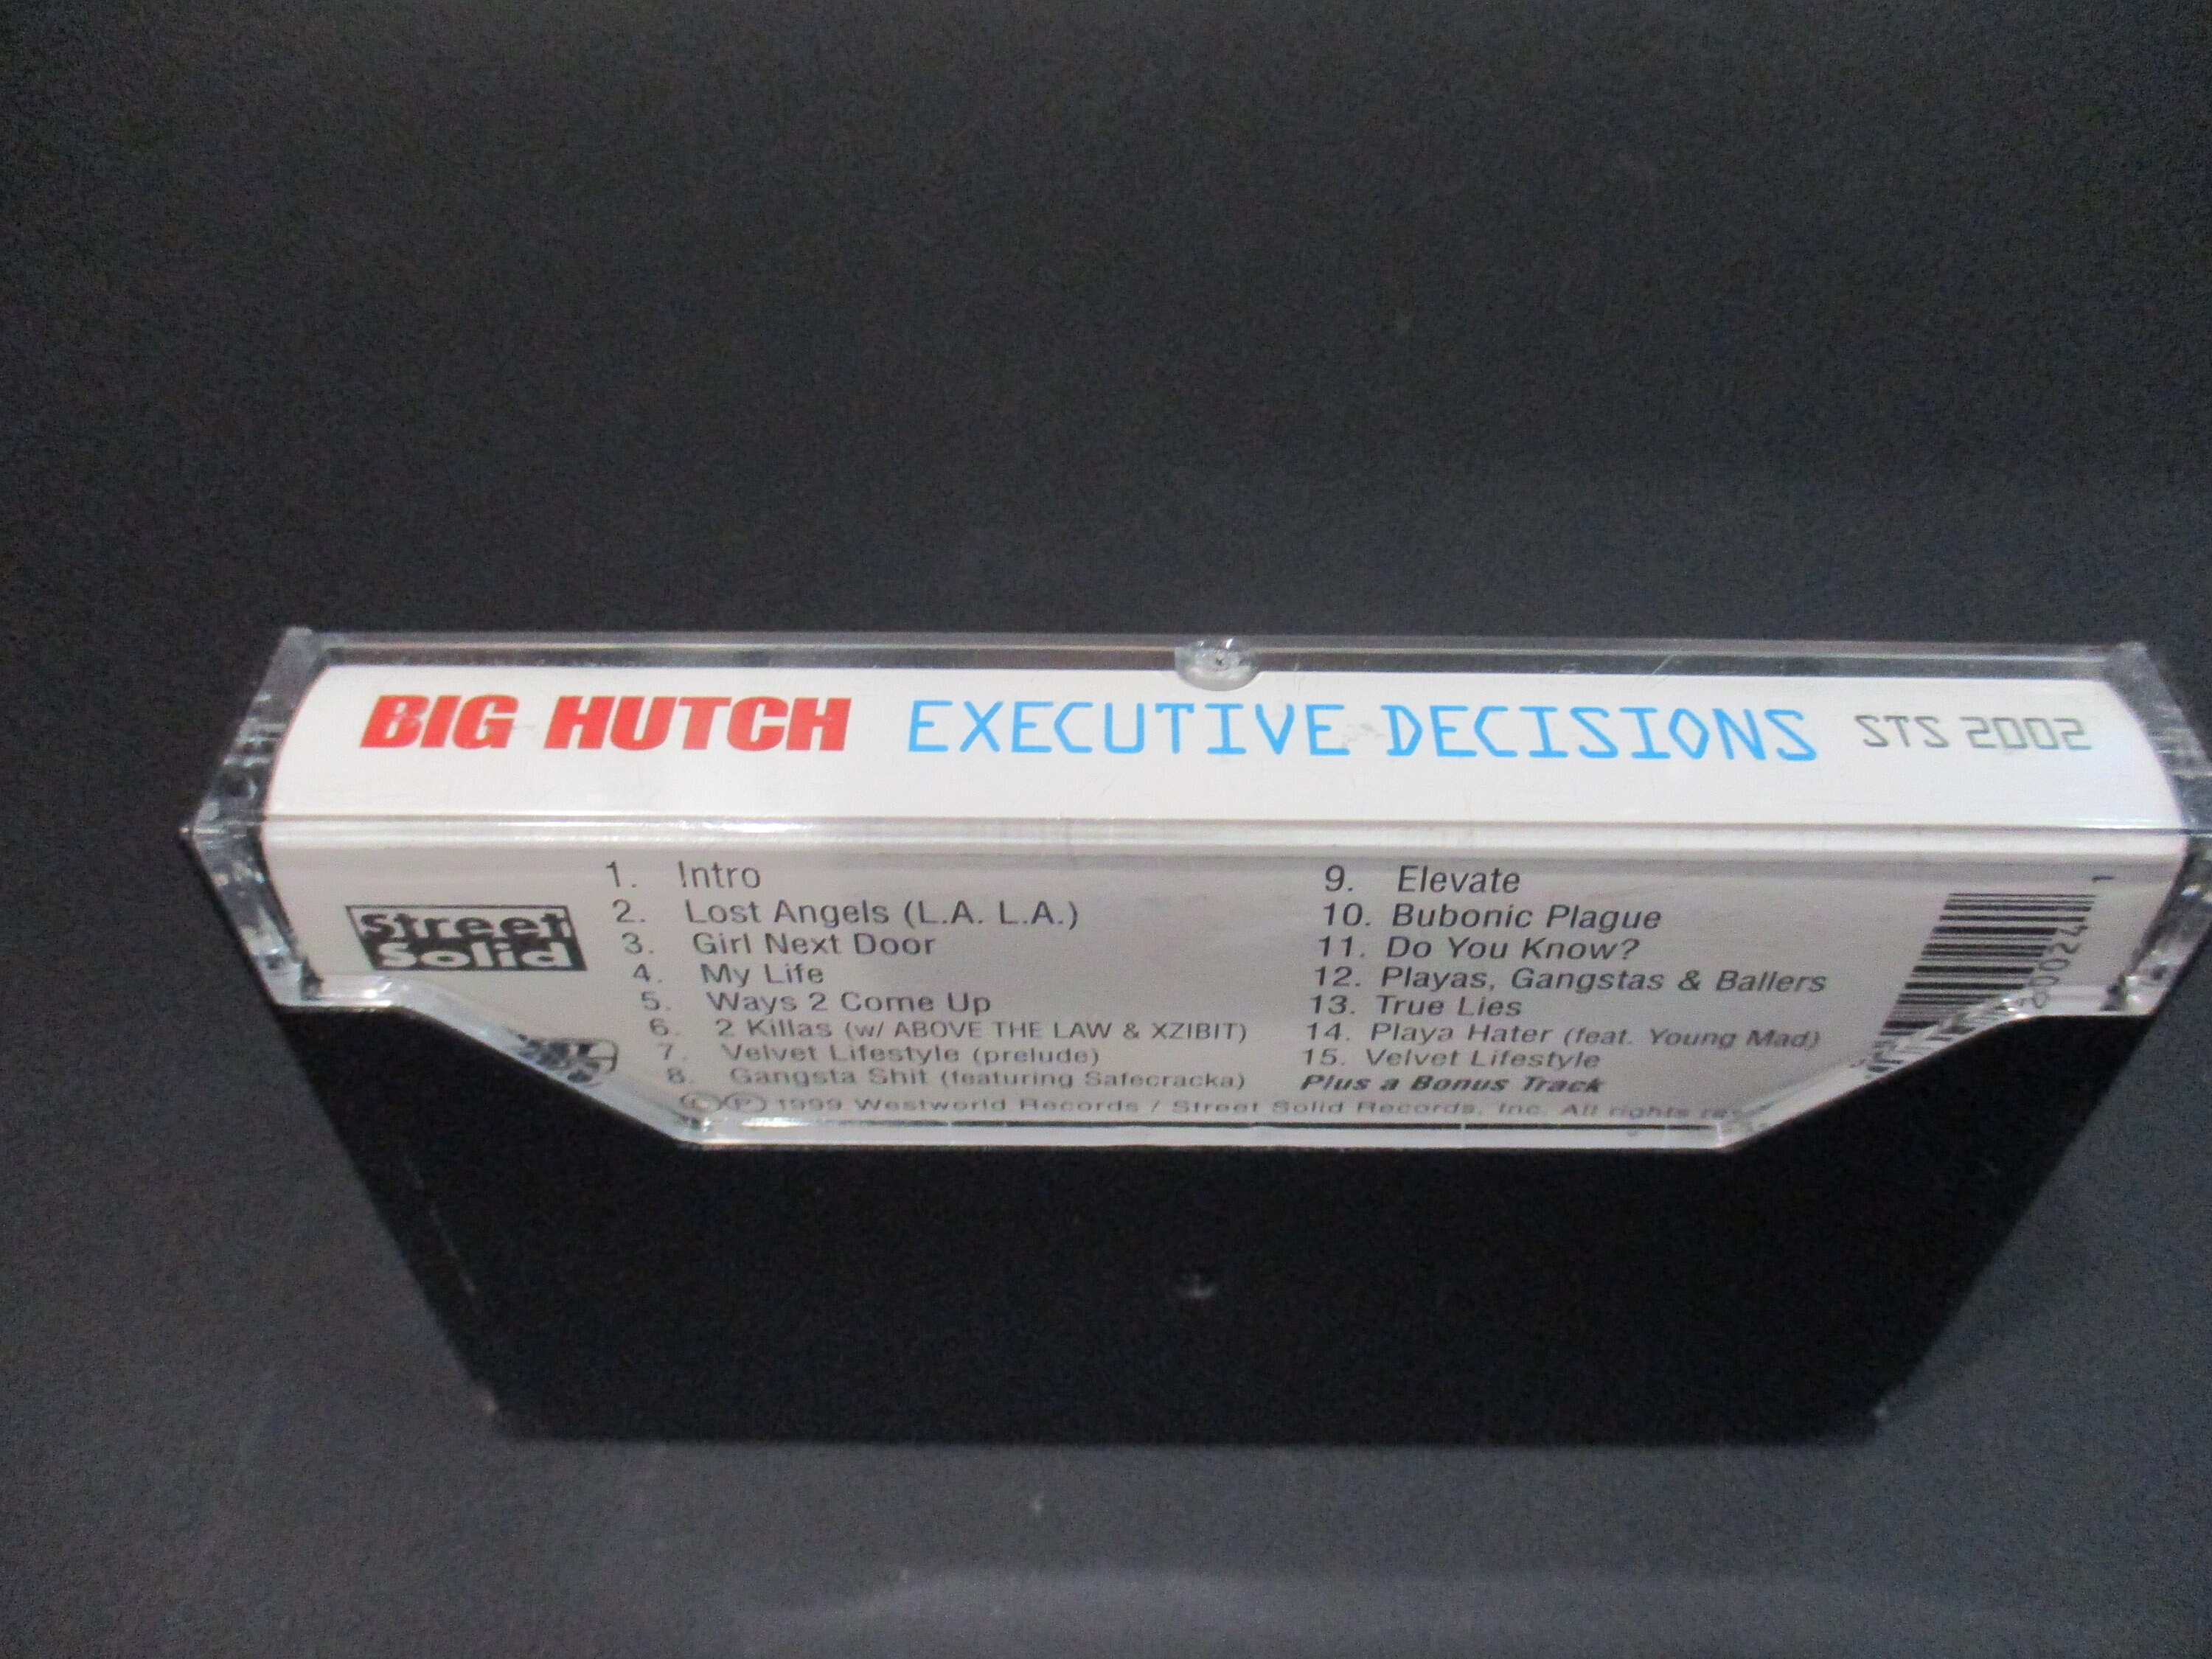 BIG HUTCH EXECUTIVE DECISIONS STS 2002
Street
Solid
1. Intro
2. Lost Angels (L.A. L.A.)
3. Girl Next Door
4. My Life
5. Ways 2 Come Up
6. 2 Killas (w/ ABOVE THE LAW & XZIBIT)
7. Velvet Lifestyle (prelude)
8. Gangsta Shit (featuring Safecracka)
9. Elevate
10. Bubonic Plague
11. Do You Know?
12. Playas, Gangstas & Ballers
13. True Lies
14. Playa Hater (feat. Young Mad)
15. Velvet Lifestyle
Plus a Bonus Track
©℗ 1999 Westworld Records / Street Solid Records, Inc. All rights
1